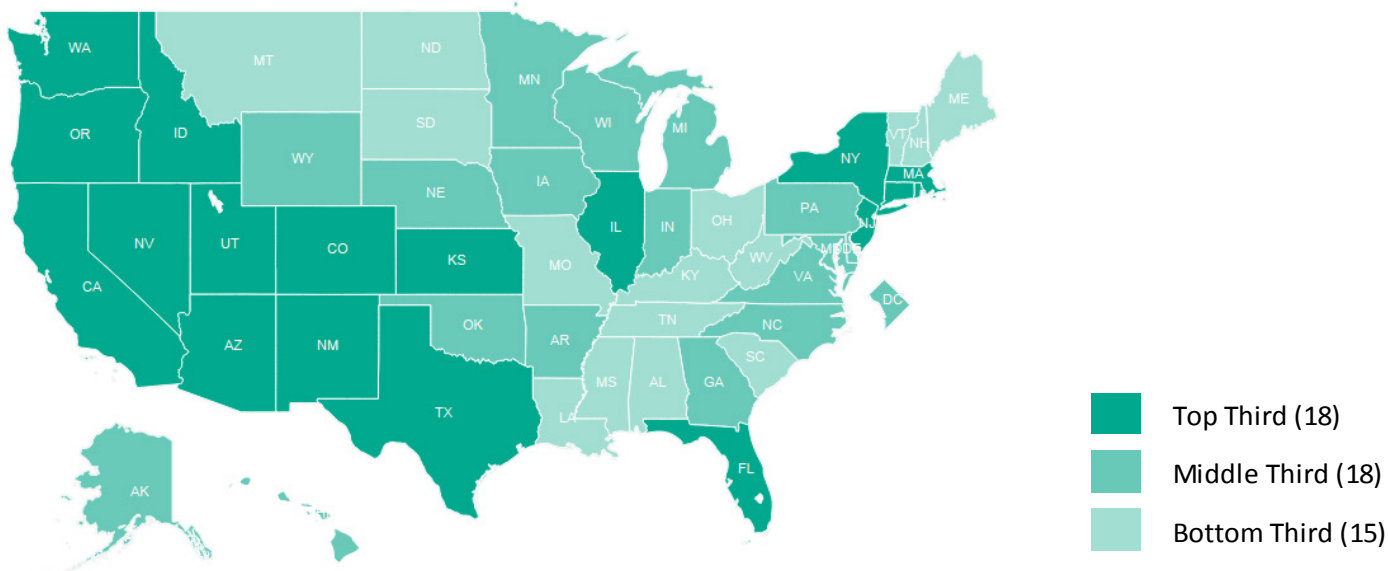 WA
MT
ND
MN
ME
OR
ID
SD
WI
MI
VT
NH
WY
NY
MA
NE
IA
PA
NJ
NV
UT
CO
IL
IN
OH
MD
DE
CA
KS
MO
WV
VA
KY
DC
AZ
NM
OK
AR
TN
NC
SC
MS
AL
GA
TX
LA
FL
AK
Top Third (18)
Middle Third (18)
Bottom Third (15)